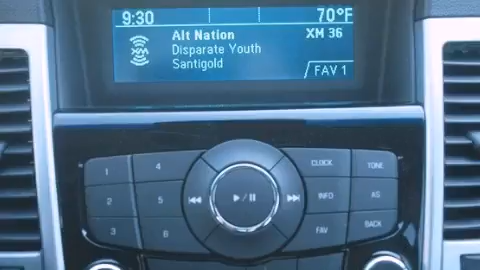 9:30 70°F
Alt Nation XM 36
XM Disparate Youth
Santigold
FAV 1
1 4 CLOCK TONE
2 5 INFO AS
3 6 FAV BACK